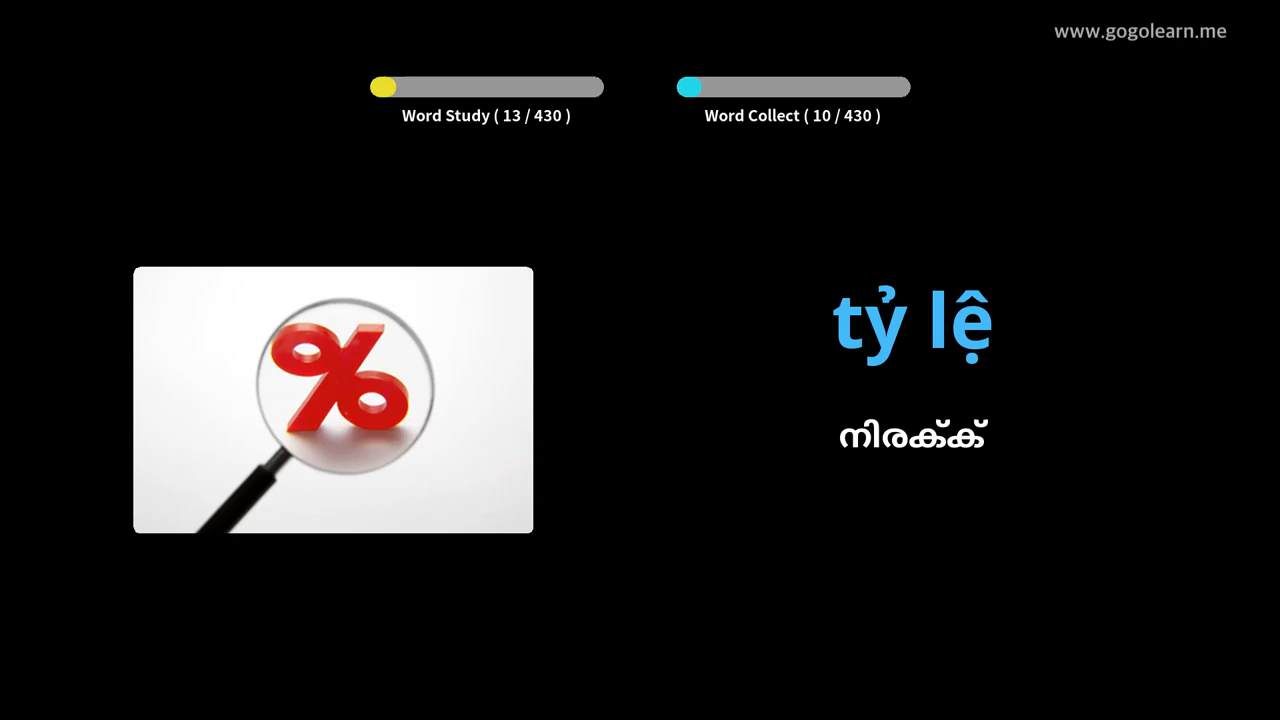 www.gogolearn.me
Word Study ( 13 / 430 )
Word Collect ( 10 / 430 )
%
tỷ lệ
നിരക്ക്